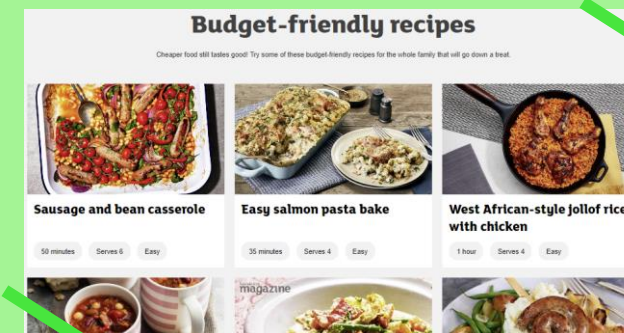 Budget-friendly recipes
Cheaper food still tastes good! Try some of these budget-friendly recipes for the whole family that will go down a treat.
Sausage and bean casserole
Easy salmon pasta bake
West African-style jollof rice
with chicken
50 minutes Serves 6 Easy
35 minutes Serves 4 Easy
1 hour Serves 4 Easy
magazine